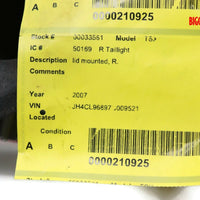 0000210925
BIGG
Stock # 00033551 Model TSX
IC # 50169 R Taillight
Description lid mounted, R.
Comments
Year 2007
VIN JH4CL96897 009521
Located
Condition
A B C
0000210925
A B C